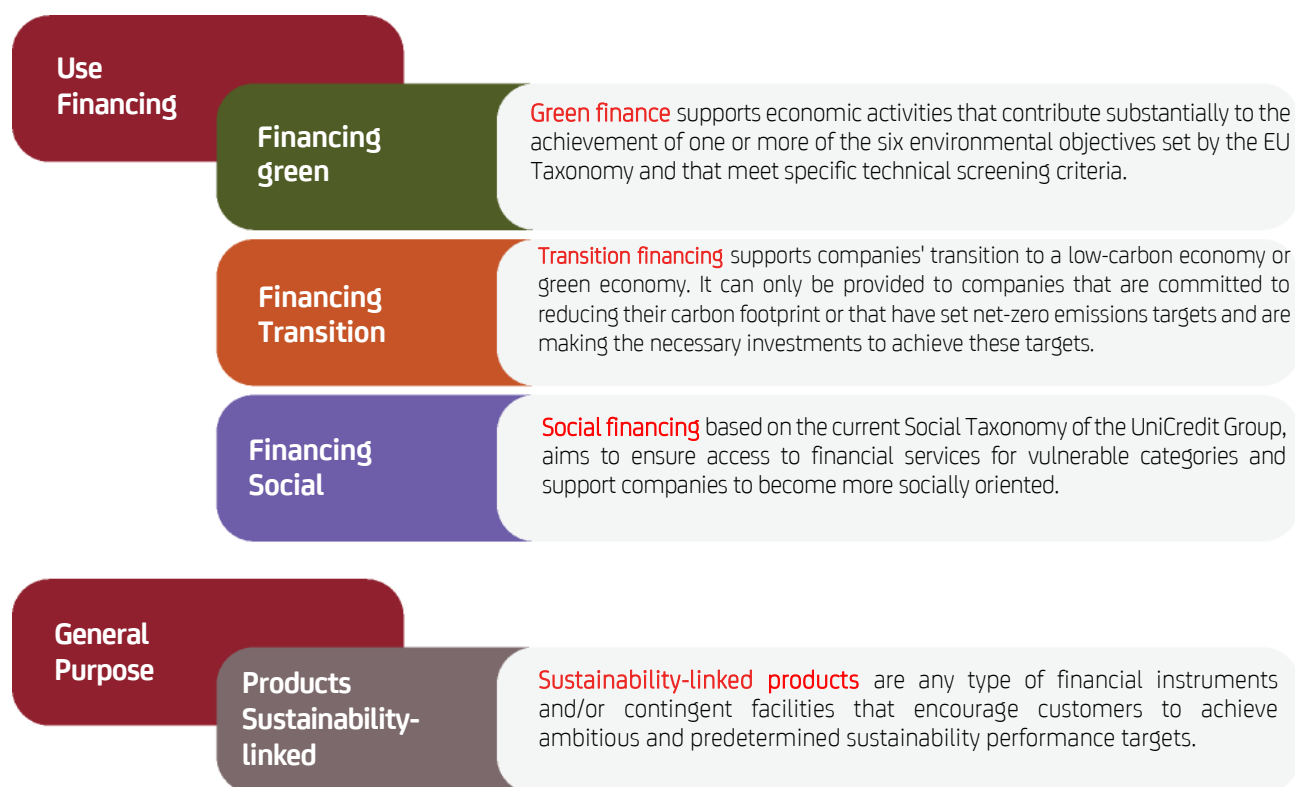 Use
Financing
Financing
green
Green finance supports economic activities that contribute substantially to the
achievement of one or more of the six environmental objectives set by the EU
Taxonomy and that meet specific technical screening criteria.
Financing
Transition
Transition financing supports companies' transition to a low-carbon economy or
green economy. It can only be provided to companies that are committed to
reducing their carbon footprint or that have set net-zero emissions targets and are
making the necessary investments to achieve these targets.
Financing
Social
Social financing based on the current Social Taxonomy of the UniCredit Group,
aims to ensure access to financial services for vulnerable categories and
support companies to become more socially oriented.
General
Purpose
Products
Sustainability-
linked
Sustainability-linked products are any type of financial instruments
and/or contingent facilities that encourage customers to achieve
ambitious and predetermined sustainability performance targets.